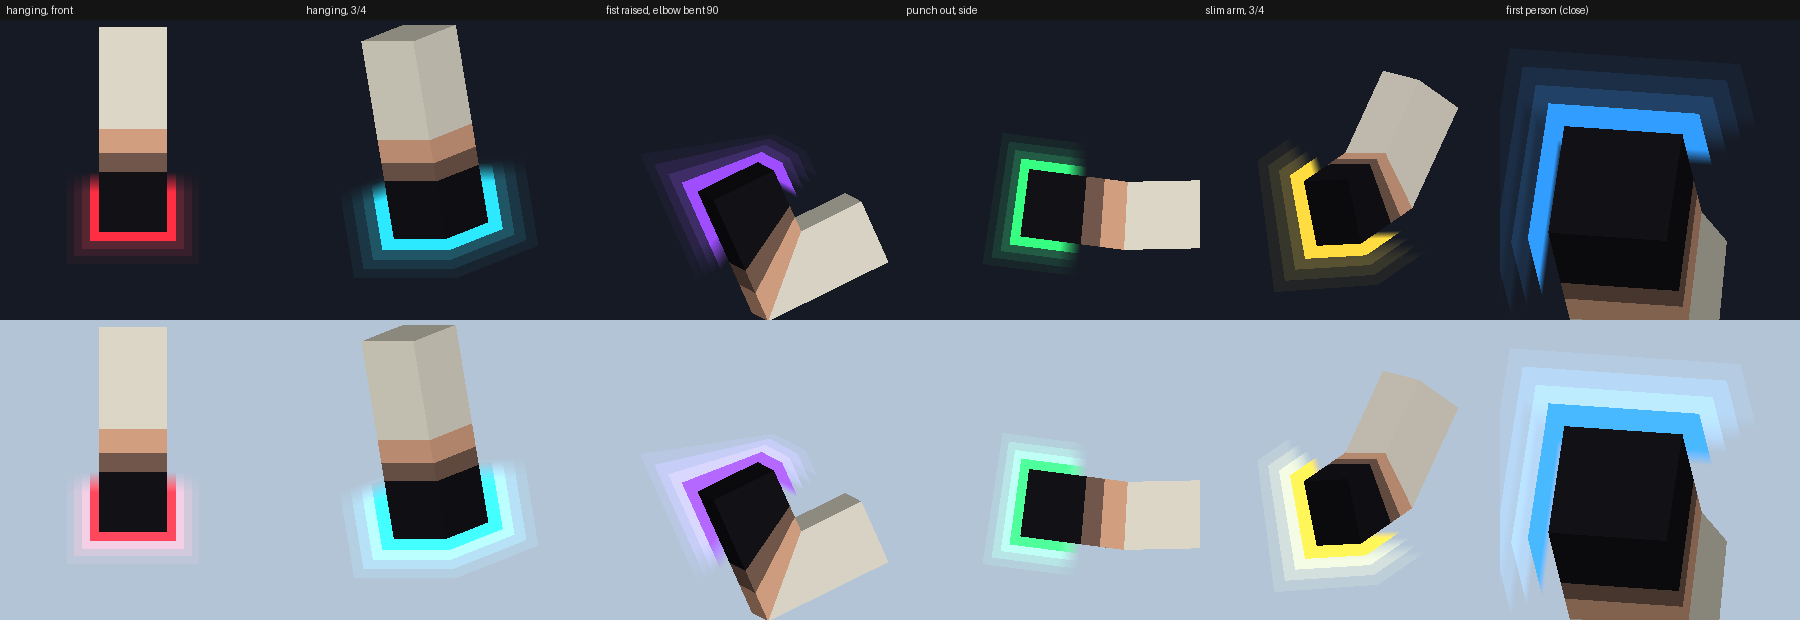 hanging, front
hanging, 3/4
fist raised, elbow bent 90
punch out, side
slim arm, 3/4
first person (close)